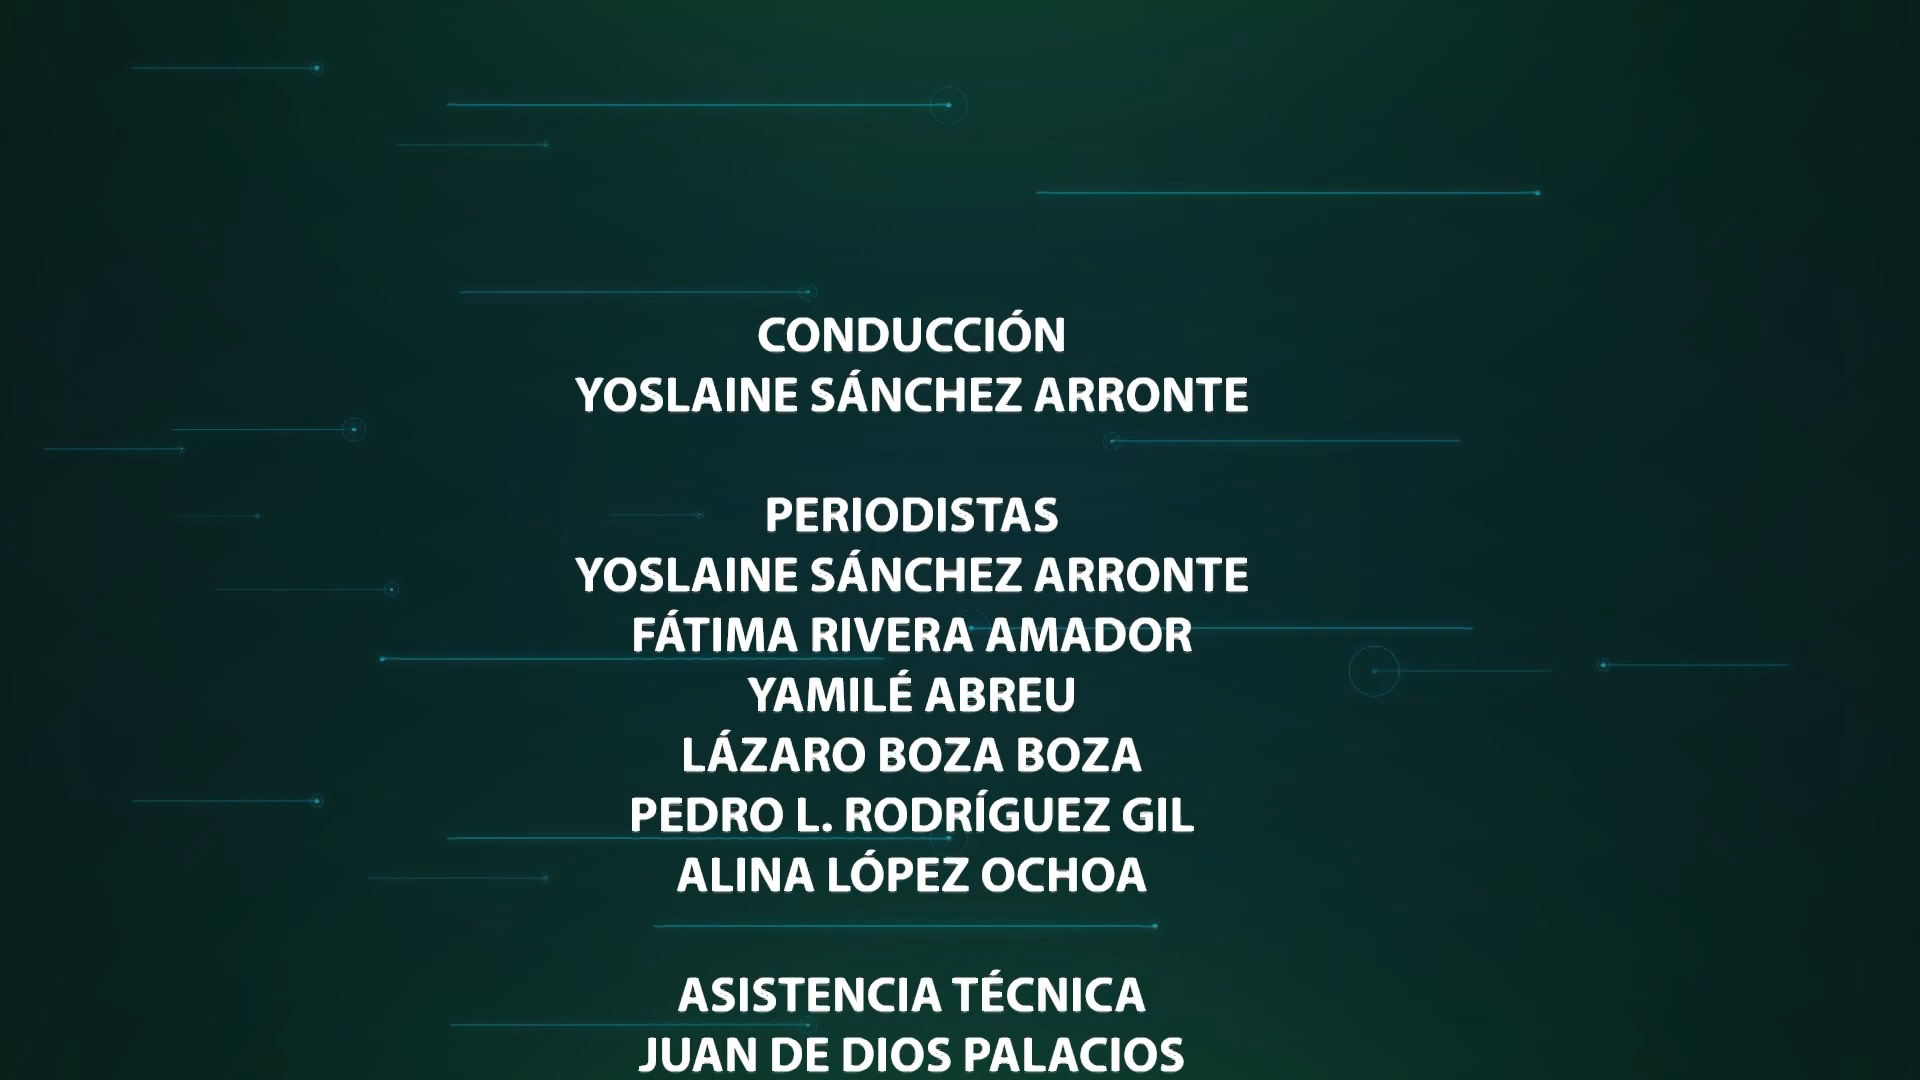 CONDUCCIÓN
YOSLAINE SÁNCHEZ ARRONTE
PERIODISTAS
YOSLAINE SÁNCHEZ ARRONTE
FÁTIMA RIVERA AMADOR
YAMILÉ ABREU
LÁZARO BOZA BOZA
PEDRO L. RODRÍGUEZ GIL
ALINA LÓPEZ OCHOA
ASISTENCIA TÉCNICA
JUAN DE DIOS PALACIOS